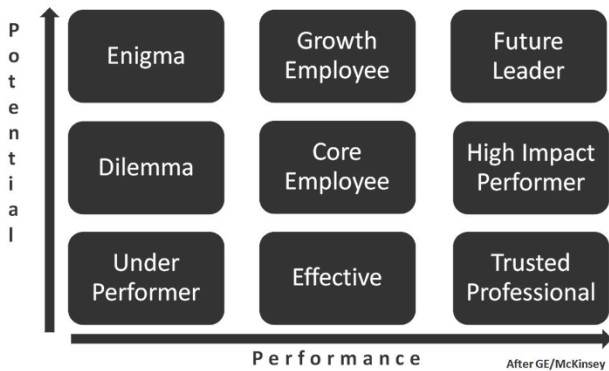 Potential
Enigma
Growth
Employee
Future
Leader
Dilemma
Core
Employee
High Impact
Performer
Under
Performer
Effective
Trusted
Professional
Performance
After GE/McKinsey